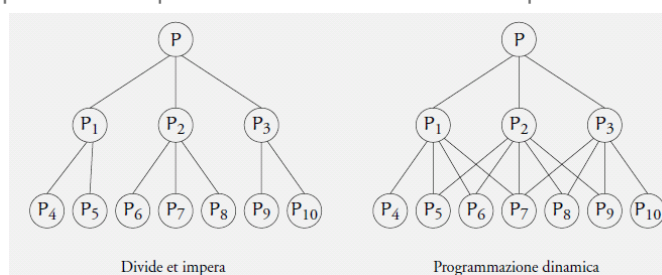 P P
P1 P2 P3 P1 P2 P3
P4 P5 P6 P7 P8 P9 P10 P4 P5 P6 P7 P8 P9 P10
Divide et impera Programmazione dinamica